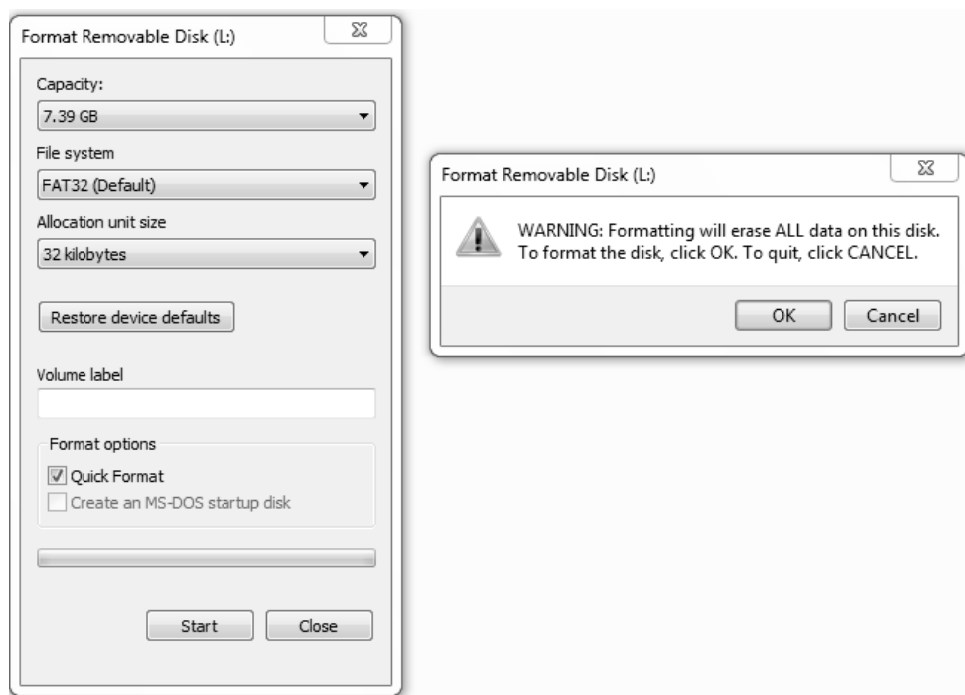 Format Removable Disk (L:)
Capacity:
7.39 GB
File system
FAT32 (Default)
Allocation unit size
32 kilobytes
Restore device defaults
Volume label
Format options
Quick Format
Create an MS-DOS startup disk
Start
Close
Format Removable Disk (L:)
WARNING: Formatting will erase ALL data on this disk.
To format the disk, click OK. To quit, click CANCEL.
OK
Cancel